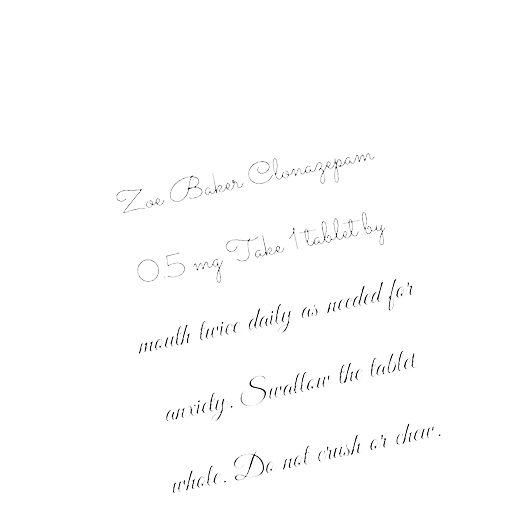 Zoe Baker Clonazepam
0.5 mg Take 1 tablet by
mouth twice daily as needed for
anxiety. Swallow the tablet
whole. Do not crush or chew.